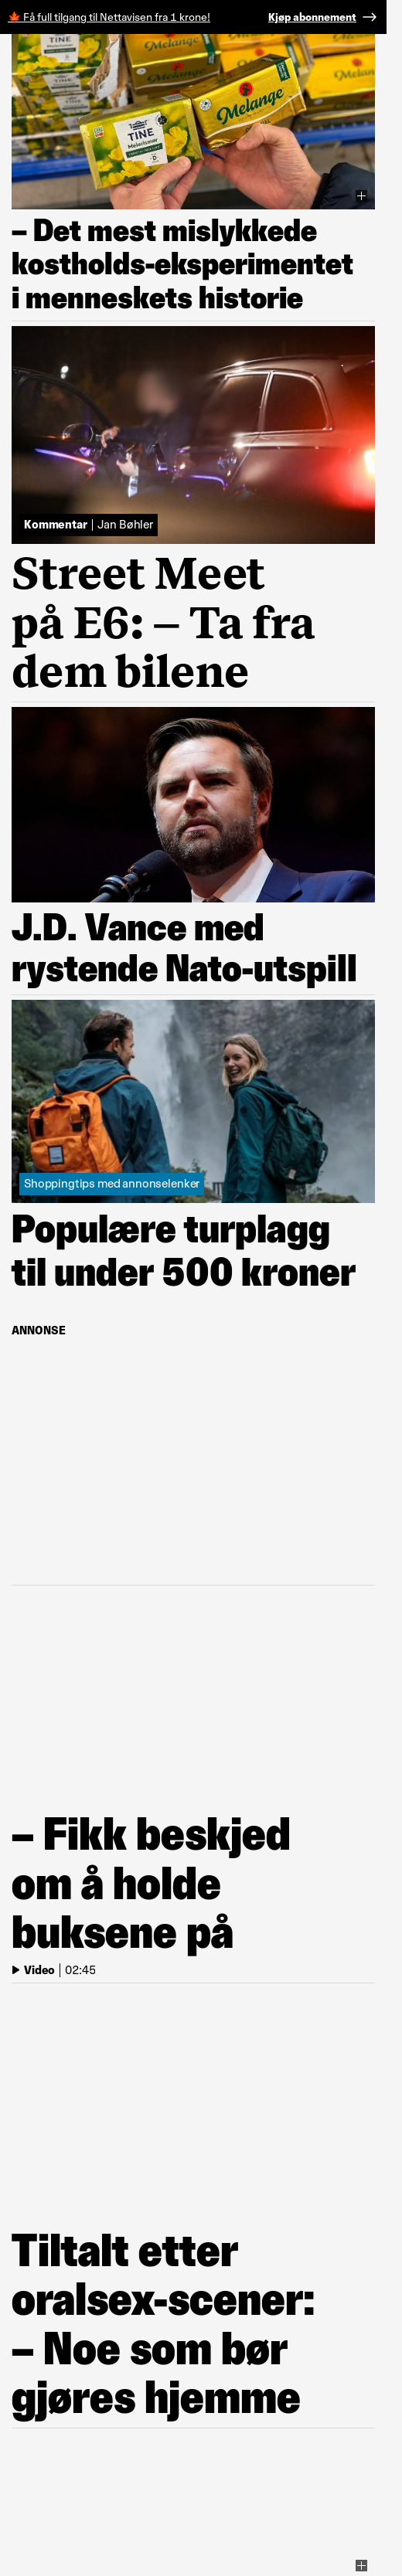 🍁 Få full tilgang til Nettavisen fra 1 krone!
Kjøp abonnement →
TINE
Meierismør
Melange
Melange
– Det mest mislykkede
kostholds-eksperimentet
i menneskets historie
Kommentar | Jan Bøhler
Street Meet
på E6: – Ta fra
dem bilene
J.D. Vance med
rystende Nato-utspill
Shoppingtips med annonselenker
Populære turplagg
til under 500 kroner
ANNONSE
– Fikk beskjed
om å holde
buksene på
Video | 02:45
Tiltalt etter
oralsex-scener:
– Noe som bør
gjøres hjemme